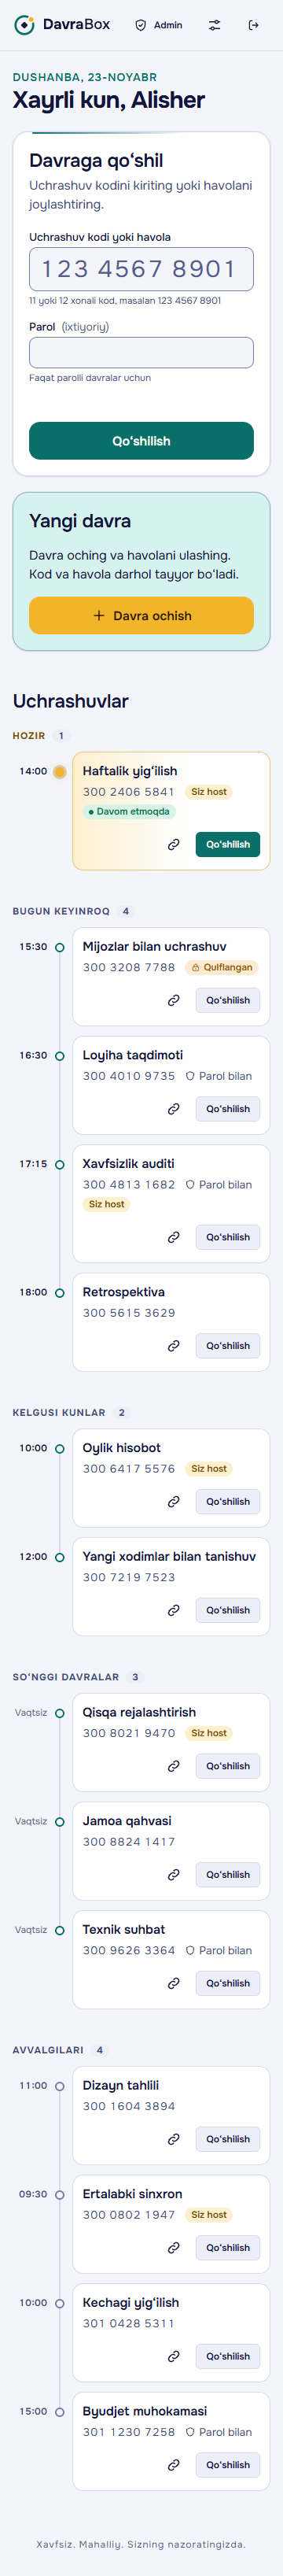 DavraBox Admin
DUSHANBA, 23-NOYABR
Xayrli kun, Alisher
Davraga qo‘shil
Uchrashuv kodini kiriting yoki havolani
joylashtiring.
Uchrashuv kodi yoki havola
123 4567 8901
11 yoki 12 xonali kod, masalan 123 4567 8901
Parol (ixtiyoriy)
Faqat parolli davralar uchun
Qo‘shilish
Yangi davra
Davra oching va havolani ulashing.
Kod va havola darhol tayyor bo‘ladi.
+ Davra ochish
Uchrashuvlar
HOZIR 1
14:00 Haftalik yig‘ilish
300 2406 5841 Siz host
Davom etmoqda
Qo‘shilish
BUGUN KEYINROQ 4
15:30 Mijozlar bilan uchrashuv
300 3208 7788 Qulflangan
Qo‘shilish
16:30 Loyiha taqdimoti
300 4010 9735 Parol bilan
Qo‘shilish
17:15 Xavfsizlik auditi
300 4813 1682 Parol bilan
Siz host
Qo‘shilish
18:00 Retrospektiva
300 5615 3629
Qo‘shilish
KELGUSI KUNLAR 2
10:00 Oylik hisobot
300 6417 5576 Siz host
Qo‘shilish
12:00 Yangi xodimlar bilan tanishuv
300 7219 7523
Qo‘shilish
SO‘NGGI DAVRALAR 3
Vaqtsiz Qisqa rejalashtirish
300 8021 9470 Siz host
Qo‘shilish
Vaqtsiz Jamoa qahvasi
300 8824 1417
Qo‘shilish
Vaqtsiz Texnik suhbat
300 9626 3364 Parol bilan
Qo‘shilish
AVVALGILARI 4
11:00 Dizayn tahlili
300 1604 3894
Qo‘shilish
09:30 Ertalabki sinxron
300 0802 1947 Siz host
Qo‘shilish
10:00 Kechagi yig‘ilish
301 0428 5311
Qo‘shilish
15:00 Byudjet muhokamasi
301 1230 7258 Parol bilan
Qo‘shilish
Xavfsiz. Mahalliy. Sizning nazoratingizda.